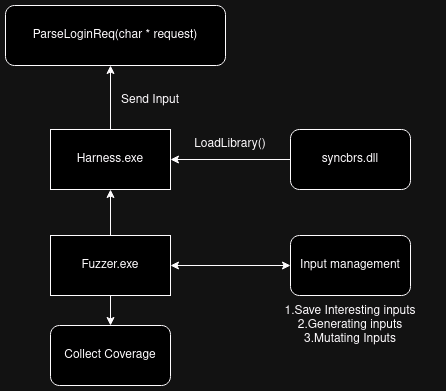 ParseLoginReq(char * request)
Send Input
LoadLibrary()
Harness.exe
syncbrs.dll
Fuzzer.exe
Input management
1.Save Interesting inputs
2.Generating inputs
3.Mutating Inputs
Collect Coverage